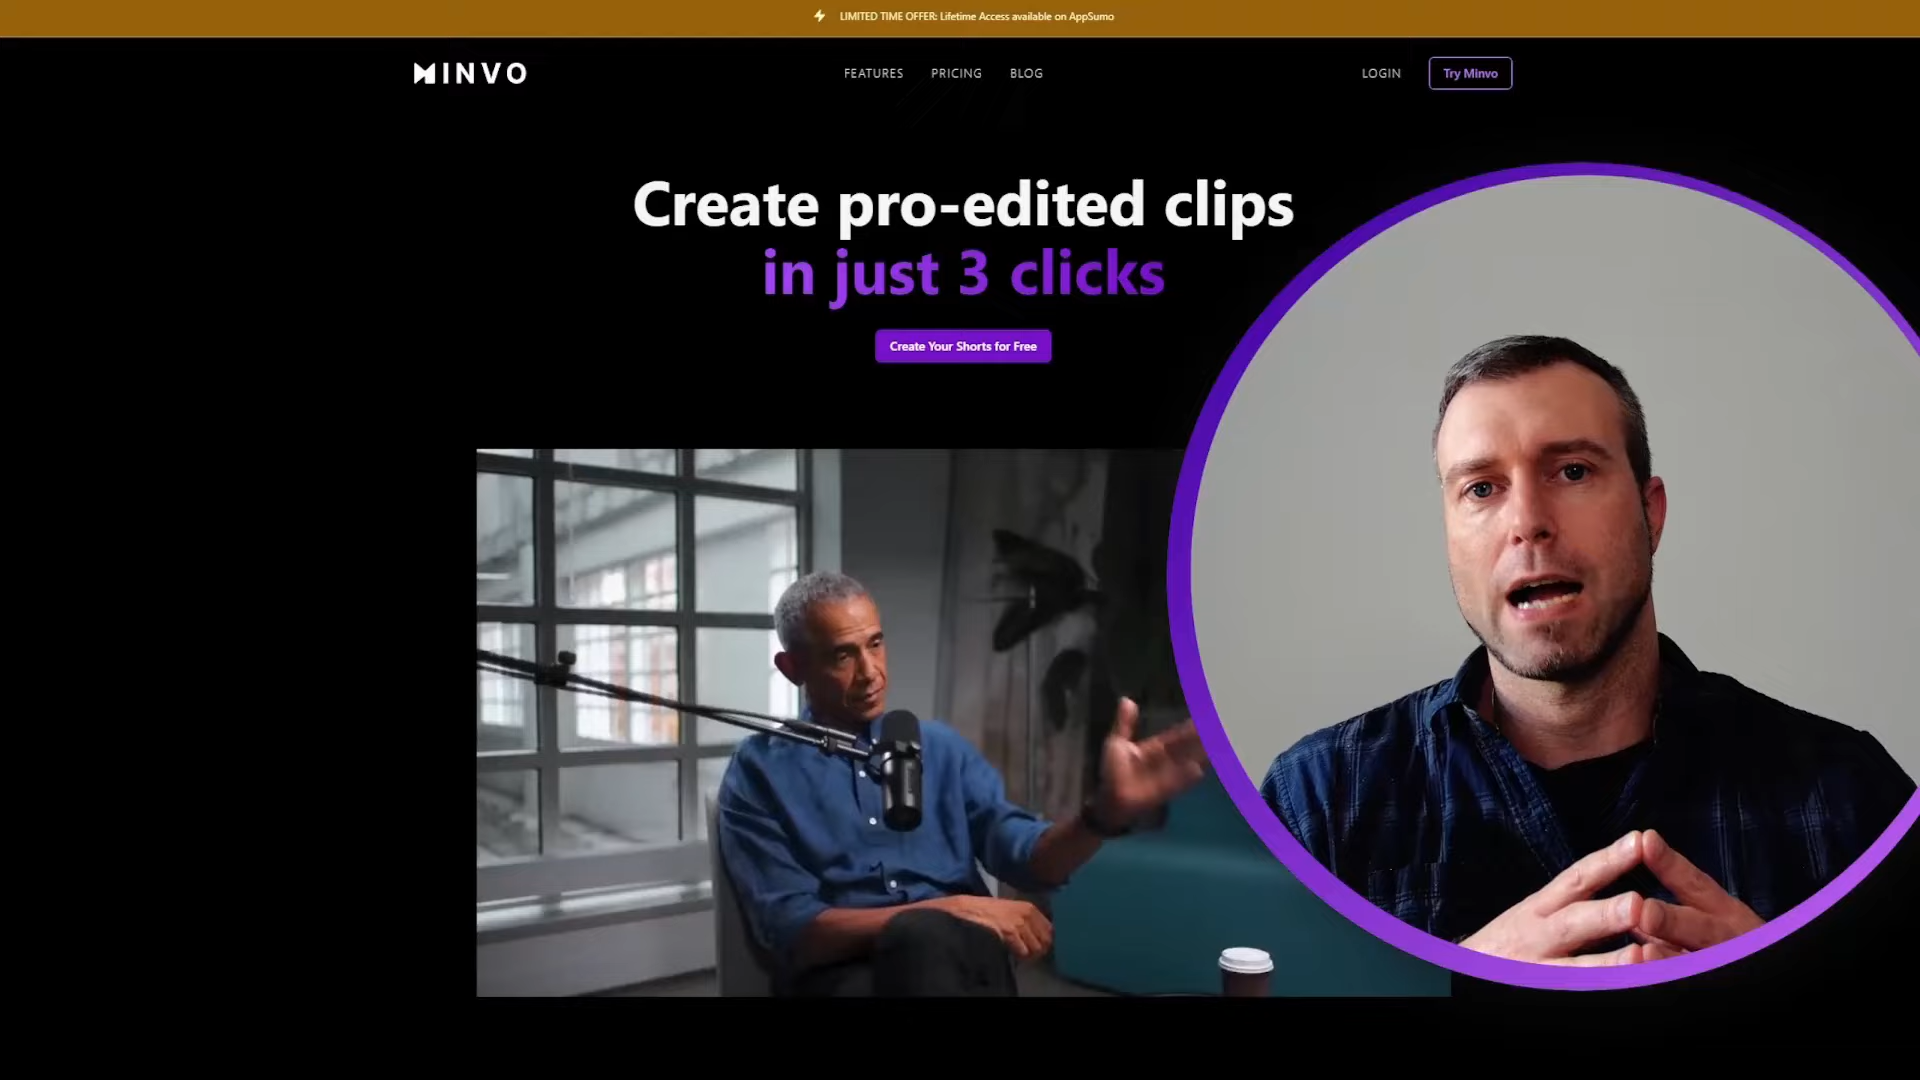 LIMITED TIME OFFER: Lifetime Access available on AppSumo
MINVO
FEATURES
PRICING
BLOG
LOGIN
Try Minvo
Create pro-edited clips
in just 3 clicks
Create Your Shorts for Free